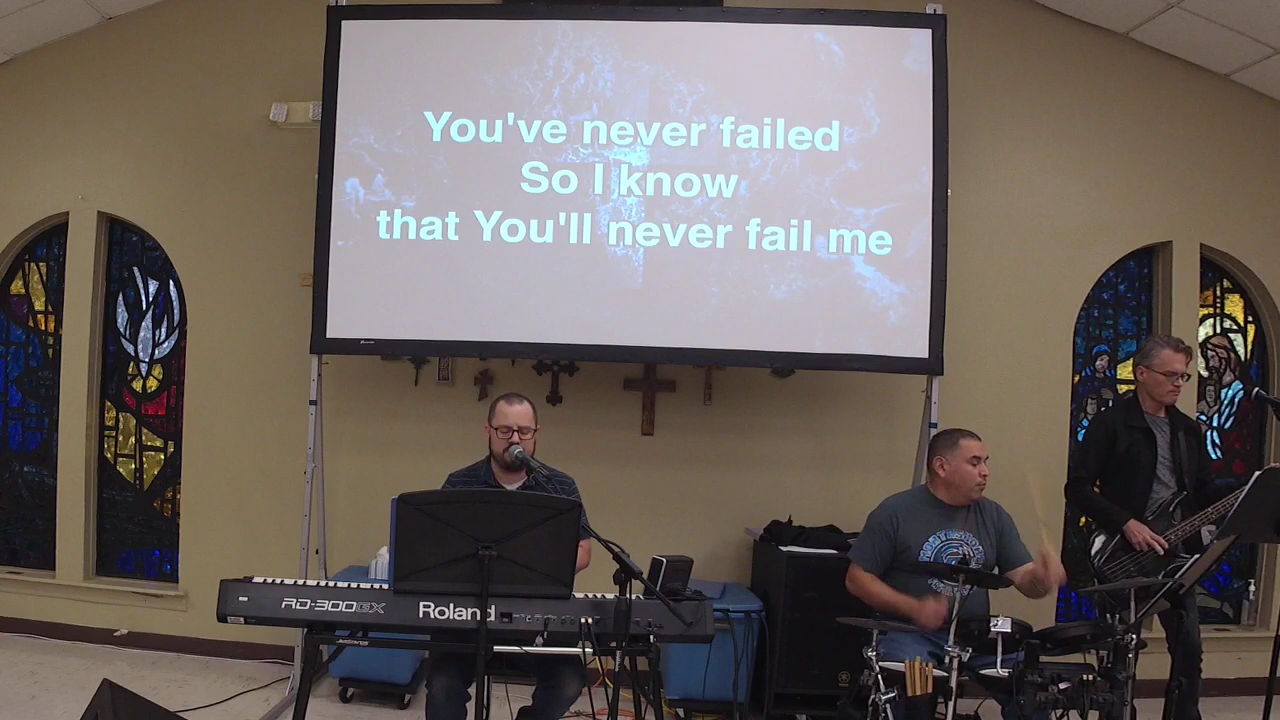 You've never failed
So I know
that You'll never fail me
RD-300GX
Roland